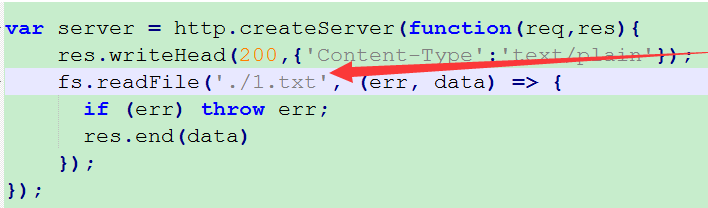 var server = http.createServer(function(req,res){
    res.writeHead(200,{'Content-Type':'text/plain'});
    fs.readFile('./1.txt', (err, data) => {
      if (err) throw err;
      res.end(data)
    });
});